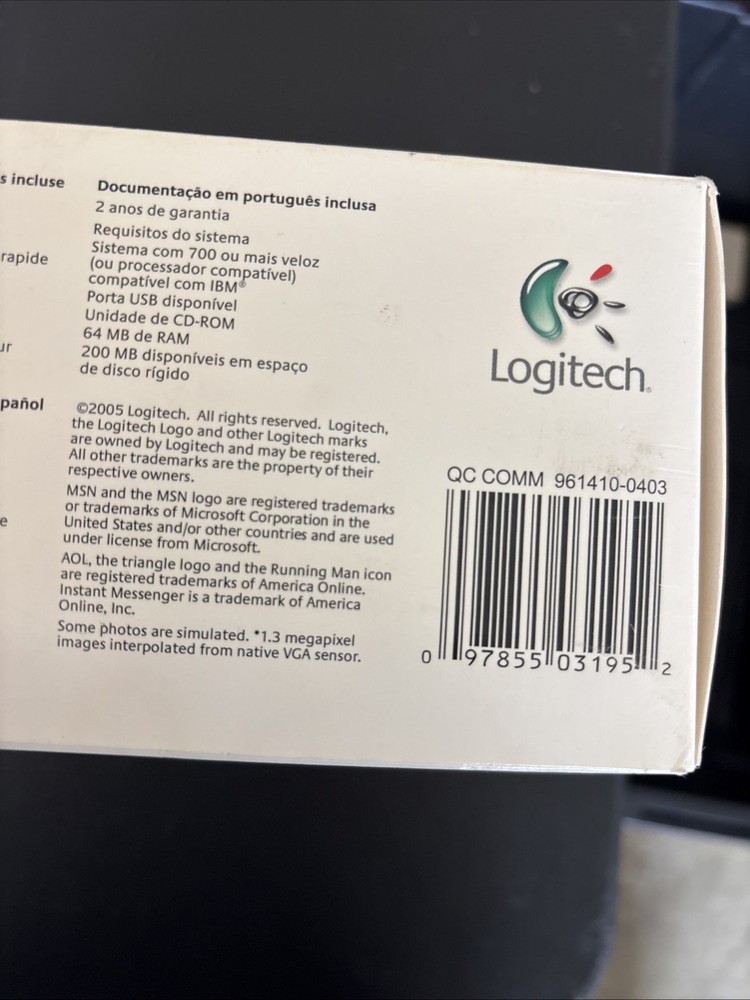 s incluse
rapide
ur
pañol
e
Documentação em português inclusa
2 anos de garantia
Requisitos do sistema
Sistema com 700 ou mais veloz
(ou processador compatível)
compatível com IBM®
Porta USB disponível
Unidade de CD-ROM
64 MB de RAM
200 MB disponíveis em espaço
de disco rígido
©2005 Logitech. All rights reserved. Logitech,
the Logitech Logo and other Logitech marks
are owned by Logitech and may be registered.
All other trademarks are the property of their
respective owners.
MSN and the MSN logo are registered trademarks
or trademarks of Microsoft Corporation in the
United States and/or other countries and are used
under license from Microsoft.
AOL, the triangle logo and the Running Man icon
are registered trademarks of America Online.
Instant Messenger is a trademark of America
Online, Inc.
Some photos are simulated. *1.3 megapixel
images interpolated from native VGA sensor.
Logitech®
QC COMM 961410-0403
0 97855 03195 2